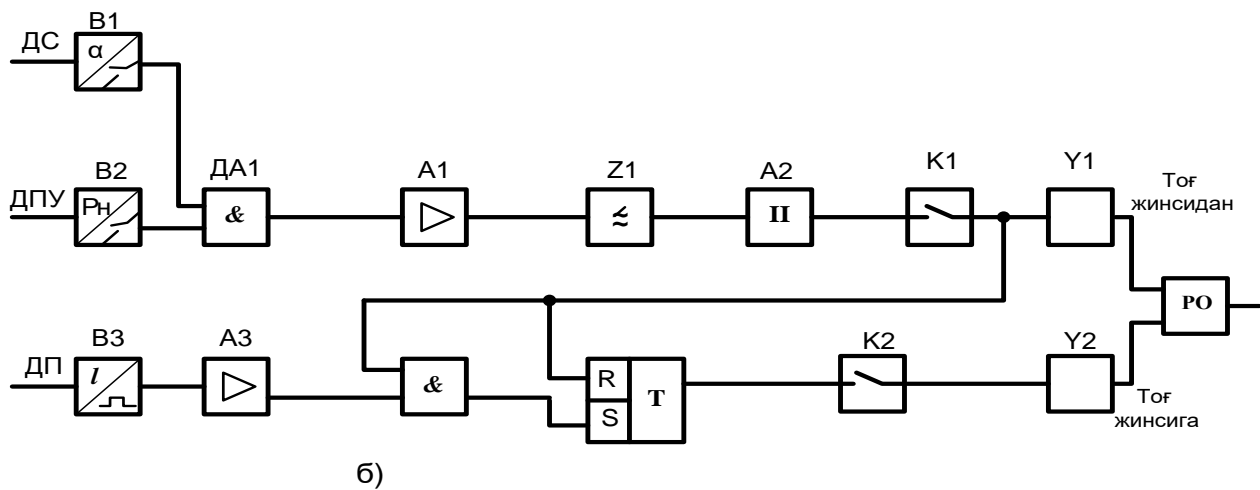 В1
ДС
α
В2
ДПУ
Рн
ДА1
&
А1
Z1
А2
II
К1
Y1
Тоғ
жинсидан
РО
В3
ДП
l
А3
&
R
S
Т
К2
Y2
Тоғ
жинсига
б)